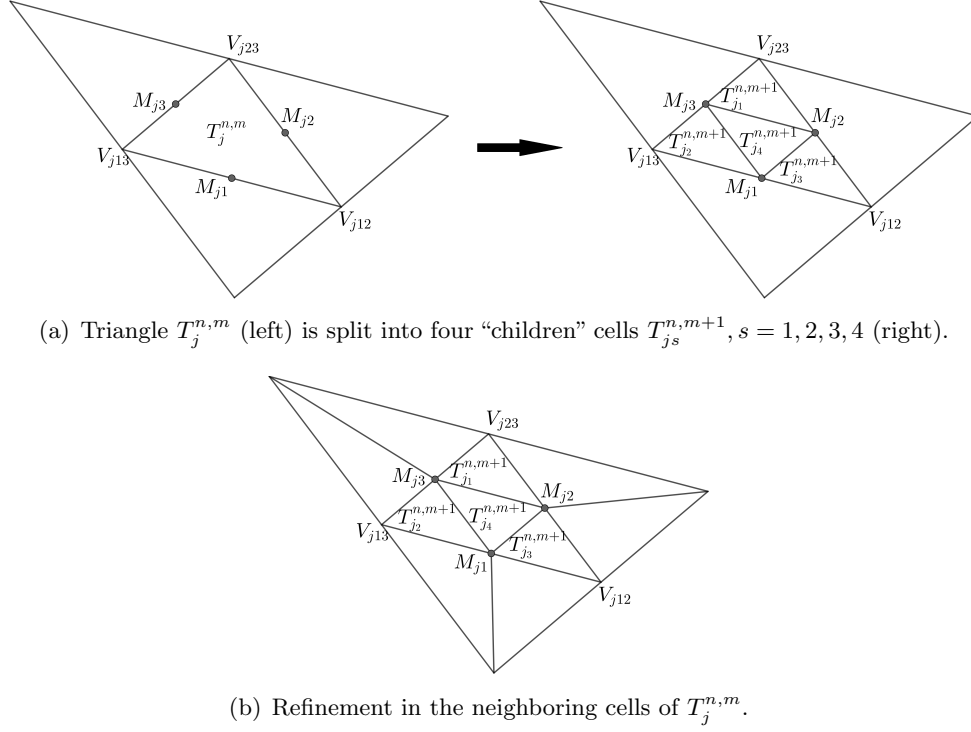 V_{j23} V_{j23}
M_{j3} M_{j2} M_{j3} T_{j_1}^{n,m+1} M_{j2}
T_j^{n,m} T_{j_2}^{n,m+1} T_{j_4}^{n,m+1}
V_{j13} V_{j13} T_{j_3}^{n,m+1}
M_{j1} M_{j1}
V_{j12} V_{j12}
(a) Triangle T_j^{n,m} (left) is split into four “children” cells T_{js}^{n,m+1}, s = 1, 2, 3, 4 (right).
V_{j23}
M_{j3} T_{j_1}^{n,m+1} M_{j2}
T_{j_2}^{n,m+1} T_{j_4}^{n,m+1}
V_{j13} T_{j_3}^{n,m+1}
M_{j1}
V_{j12}
(b) Refinement in the neighboring cells of T_j^{n,m}.